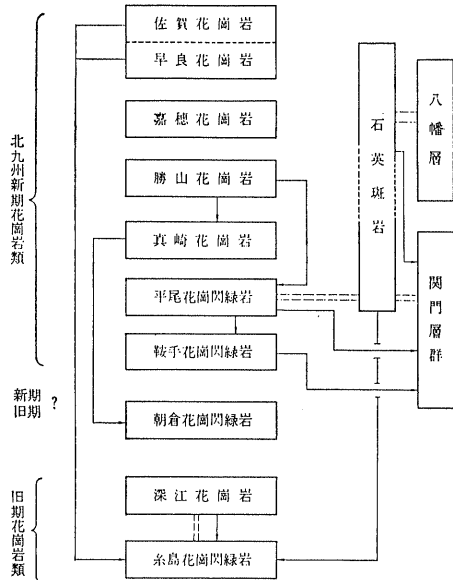 佐賀花崗岩
早良花崗岩
嘉穂花崗岩
勝山花崗岩
真崎花崗岩
平尾花崗閃緑岩
鞍手花崗閃緑岩
朝倉花崗閃緑岩
深江花崗岩
糸島花崗閃緑岩
北九州新期花崗岩類
新期
旧期
?
旧期花崗岩類
石英斑岩
八幡層
関門層群